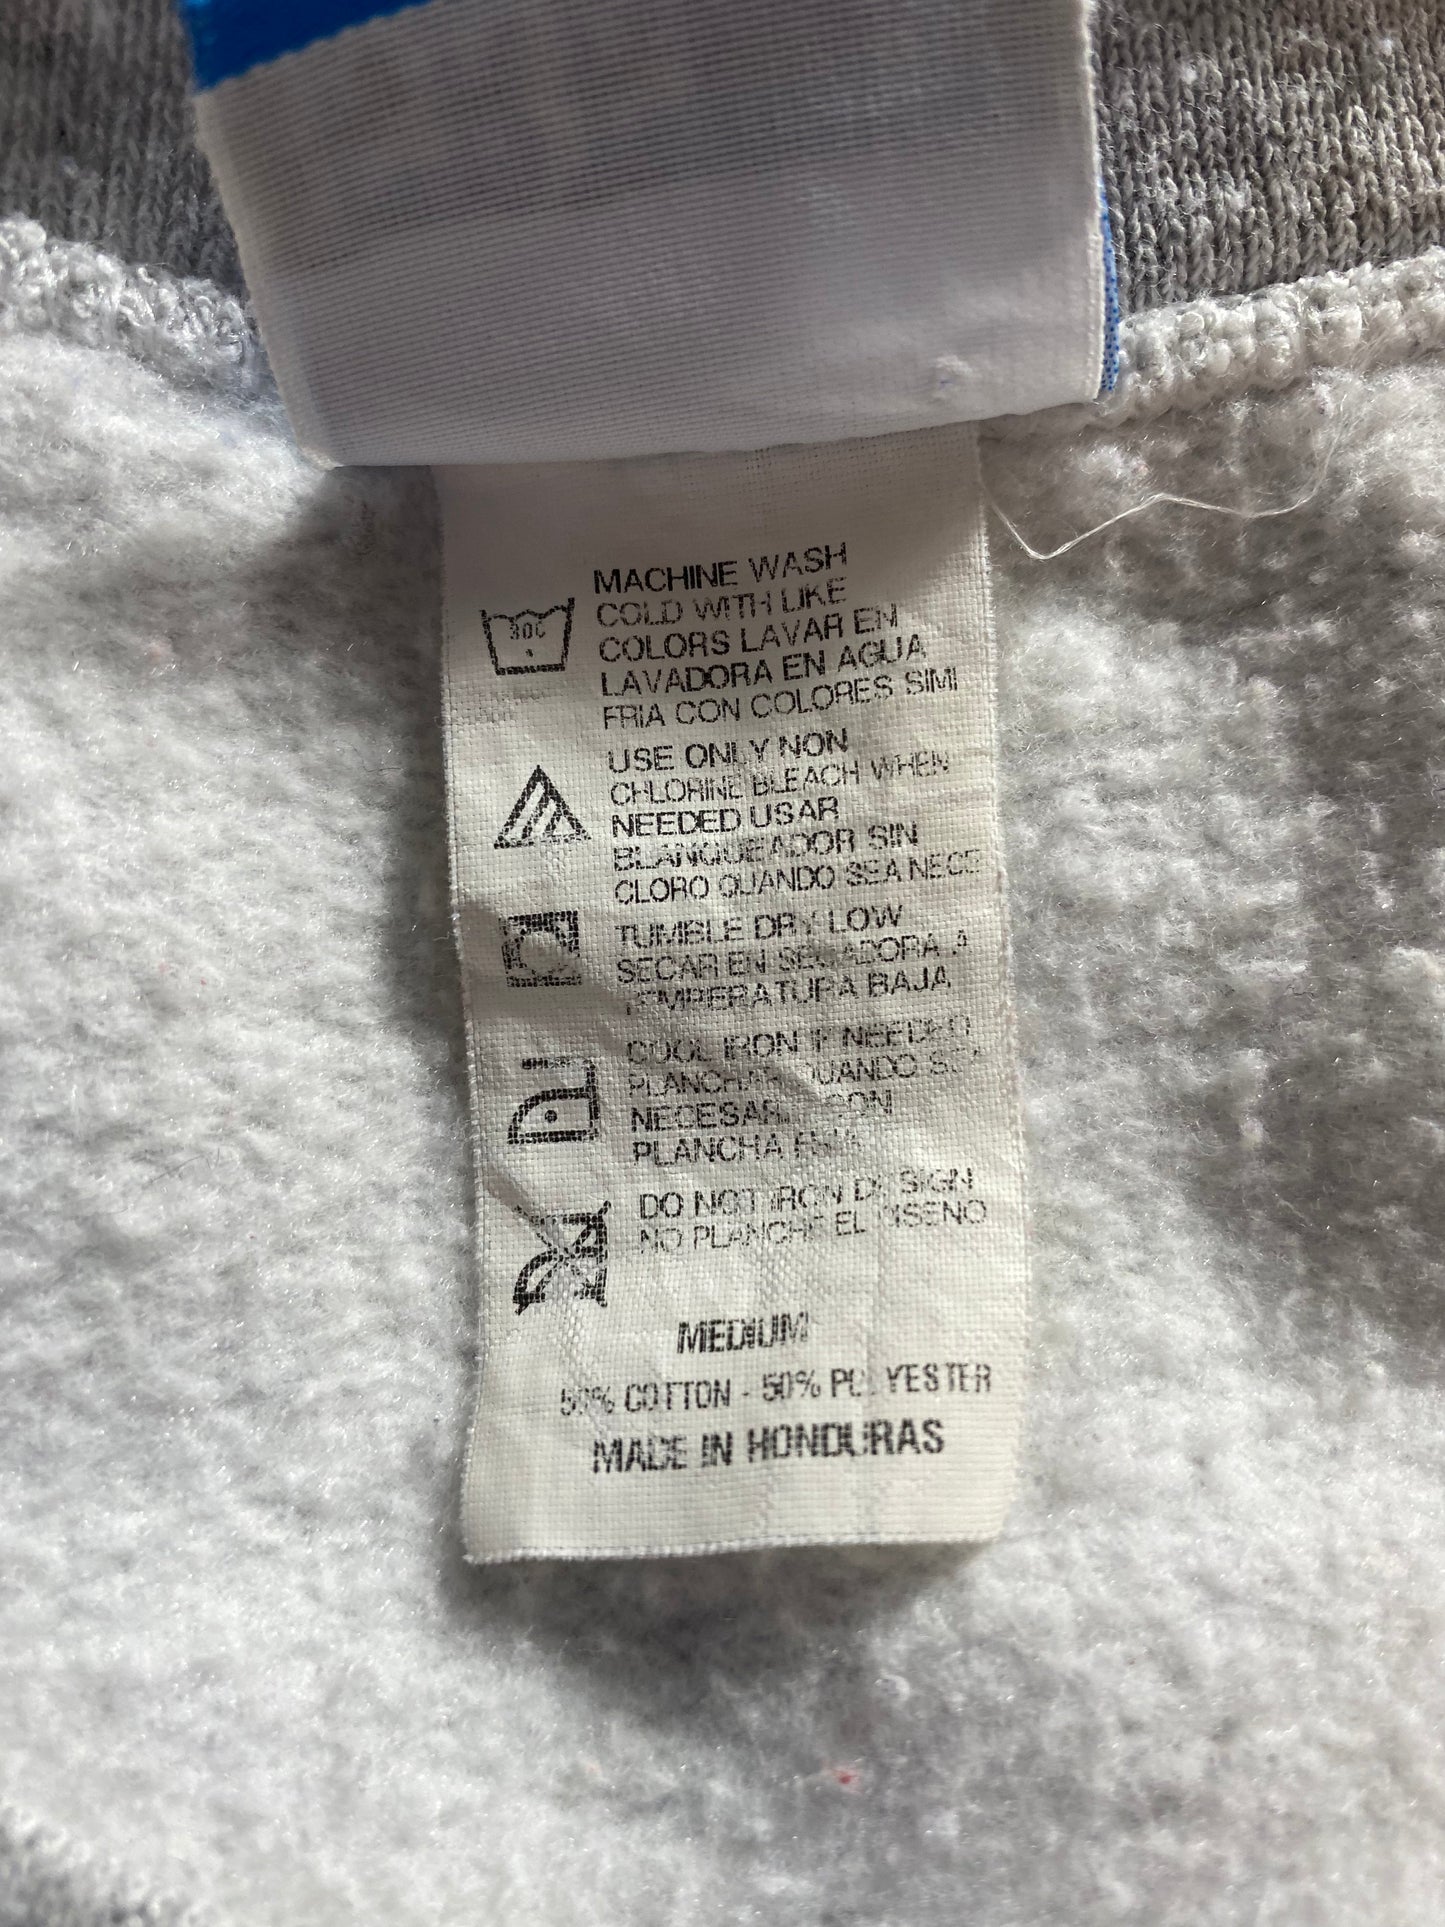 MACHINE WASH
COLD WITH LIKE
COLORS LAVAR EN
LAVADORA EN AGUA
FRIA CON COLORES SIMI
30C
USE ONLY NON
CHLORINE BLEACH WHEN
NEEDED USAR
BLANQUEADOR SIN
CLORO CUANDO SEA NECE
TUMBLE DRY LOW
SECAR EN SECADORA A
TEMPERATURA BAJA
COOL IRON IF NEEDED
PLANCHAR CUANDO SEA
NECESARIO CON
PLANCHA FRIA
DO NOT IRON DESIGN
NO PLANCHE EL DISENO
MEDIUM
50% COTTON - 50% POLYESTER
MADE IN HONDURAS